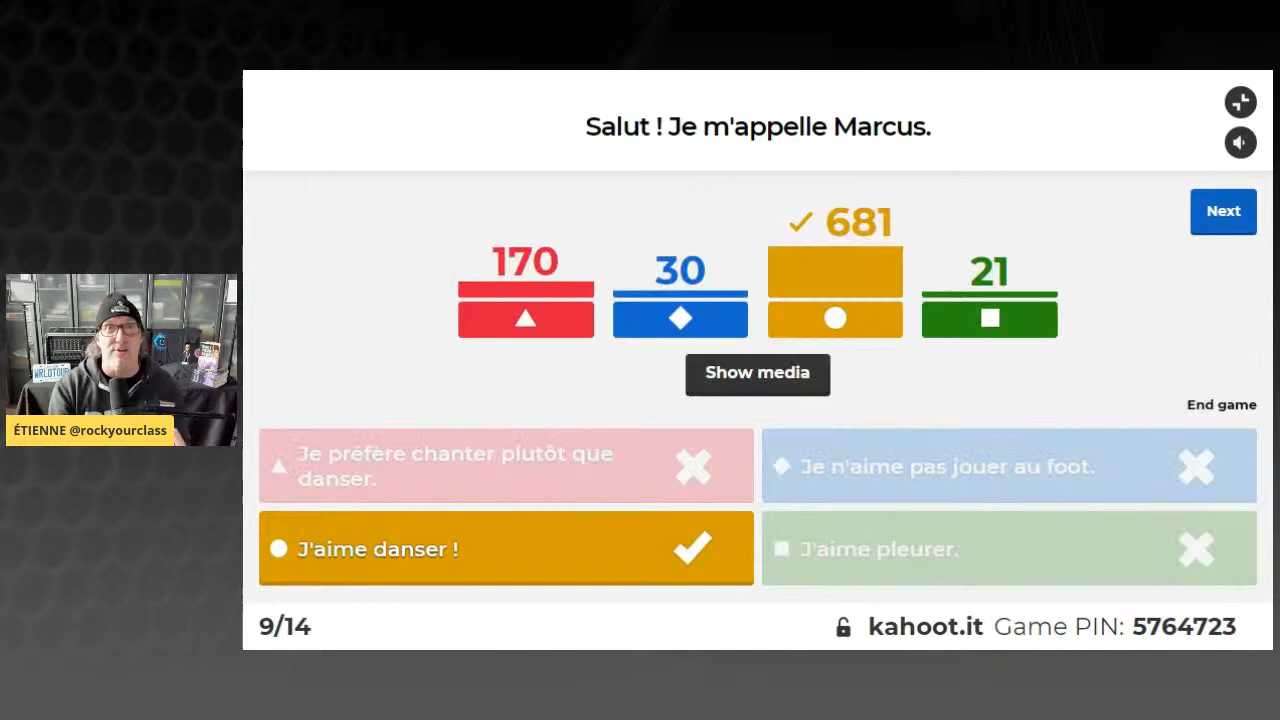 Salut ! Je m'appelle Marcus.
Next
170
30
681
21
Show media
End game
Je préfère chanter plutôt que
danser.
Je n'aime pas jouer au foot.
J'aime danser !
J'aime pleurer.
9/14
kahoot.it Game PIN: 5764723
WRLDTOUR
ÉTIENNE @rockyourclass